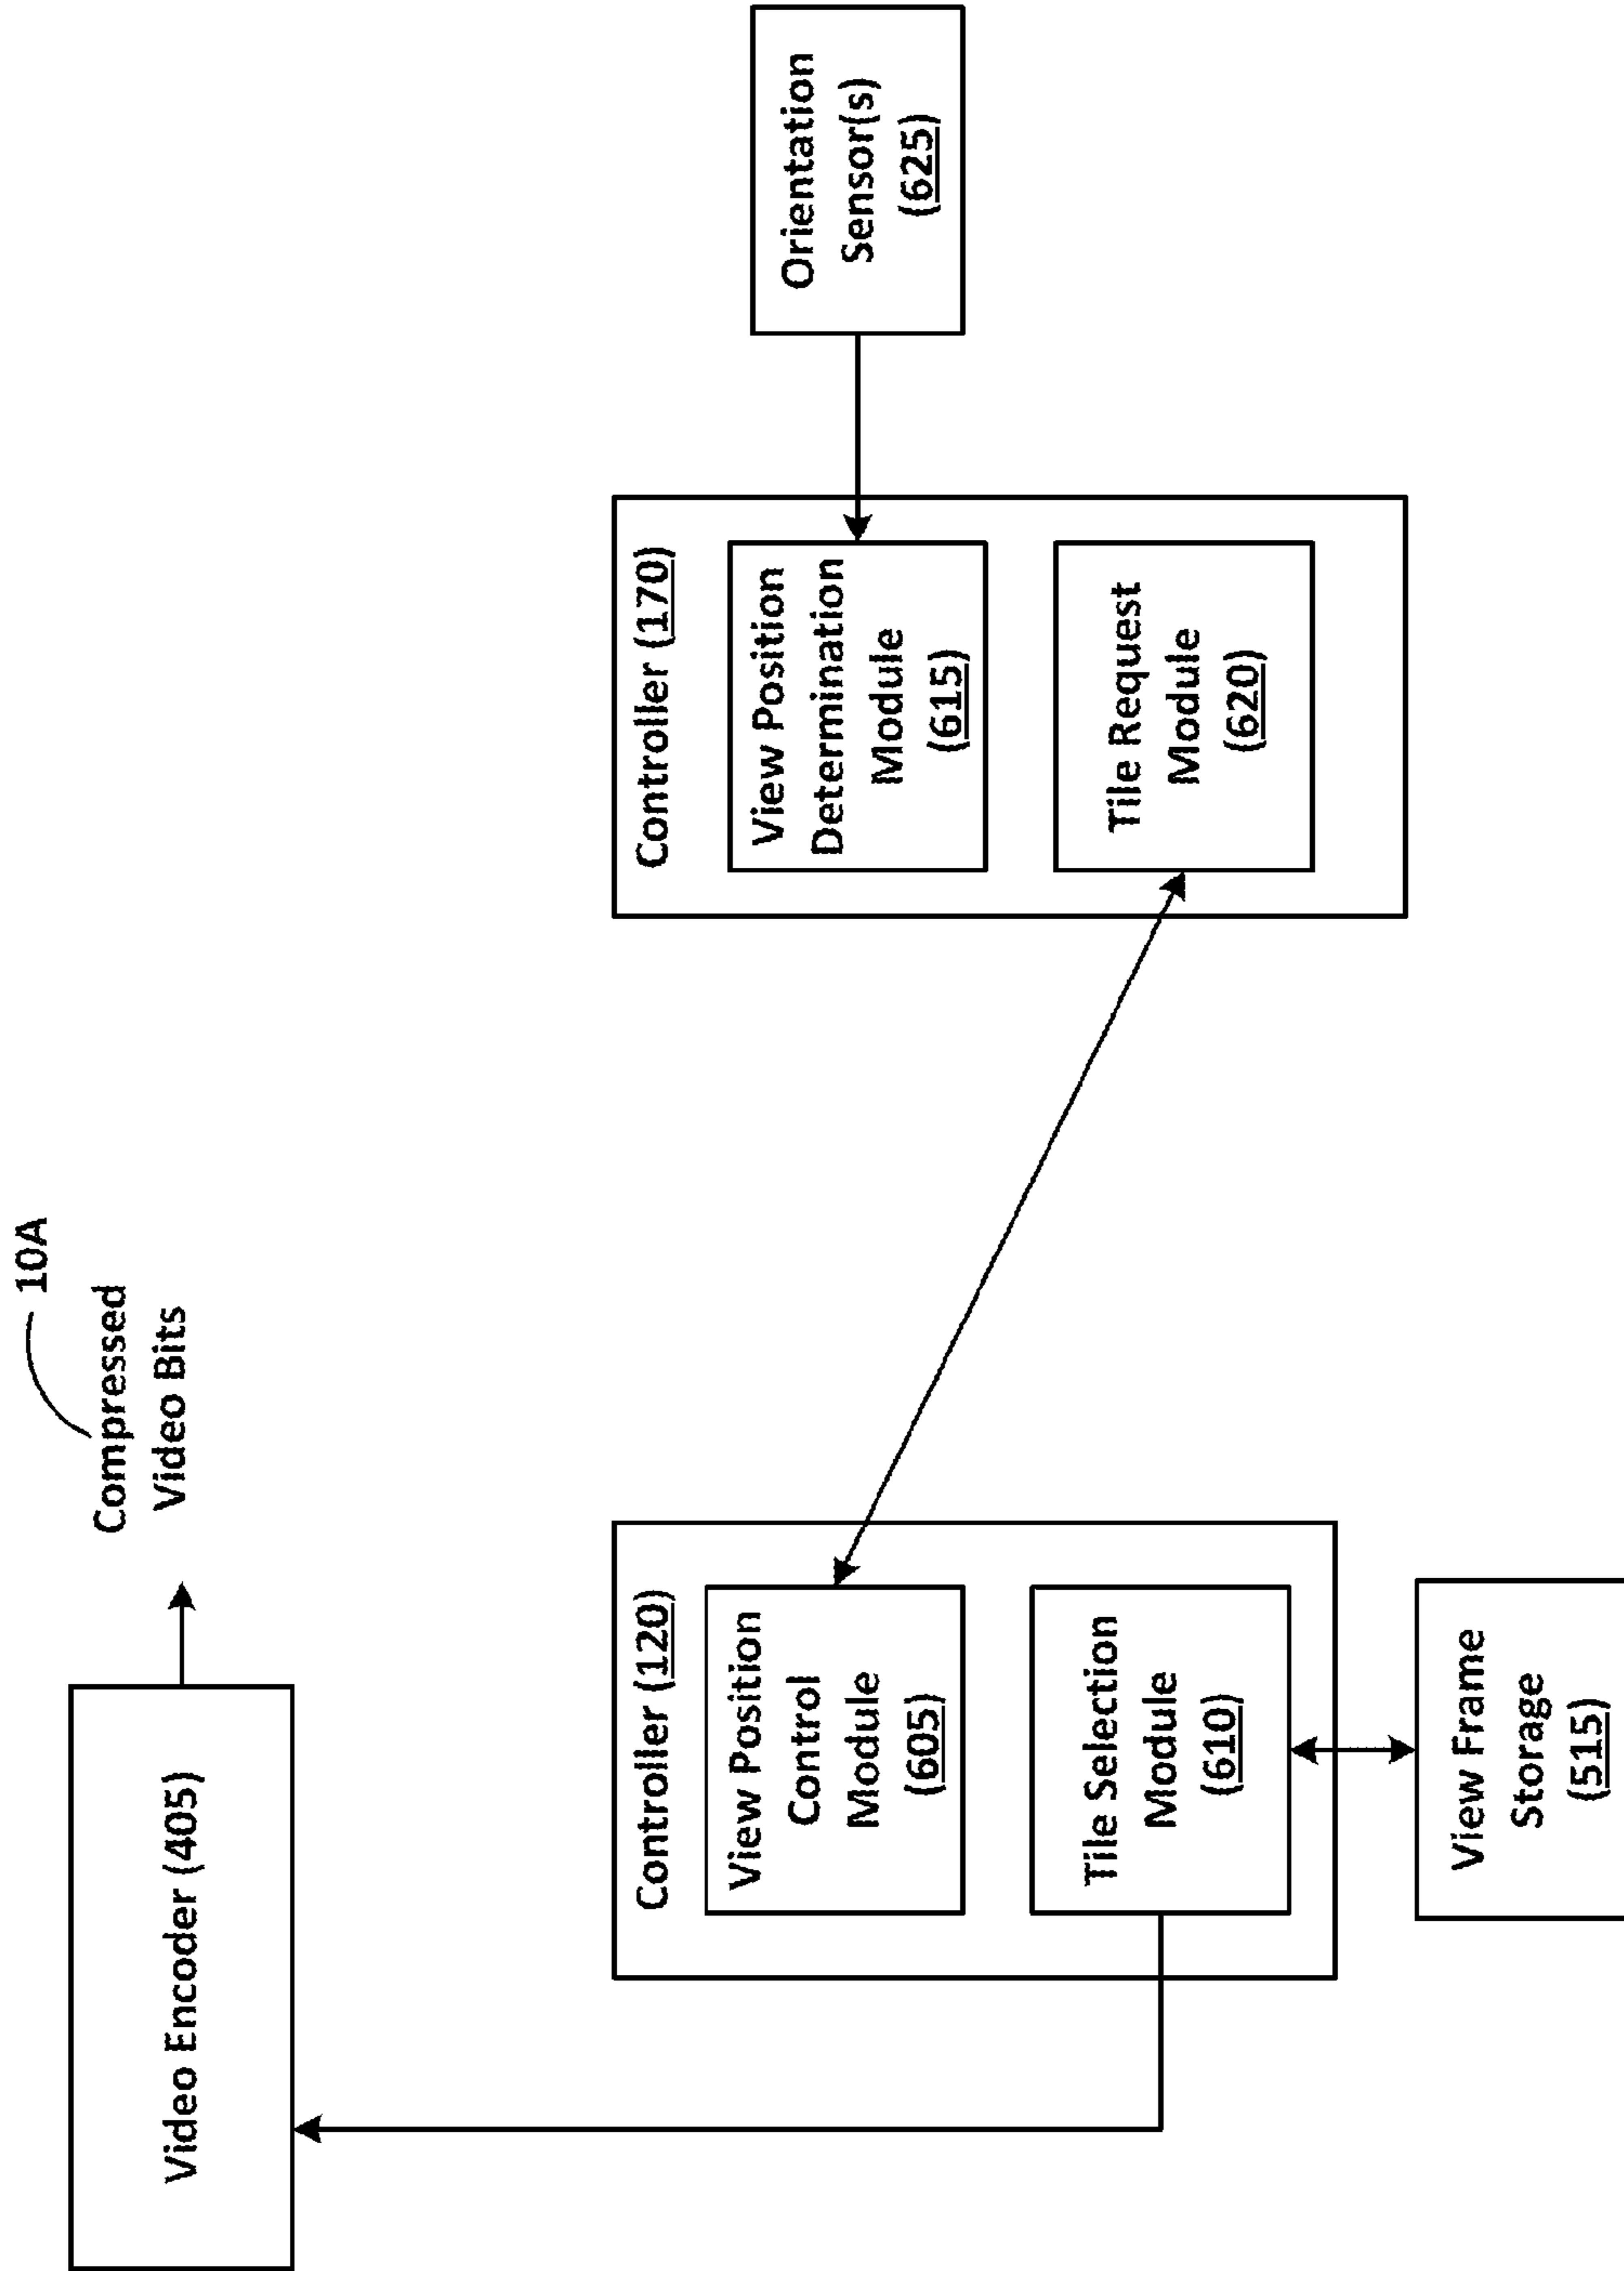 Video Encoder (405)
10A
Compressed
Video Bits
Controller (120)
View Position
Control
Module
(605)
Tile Selection
Module
(610)
View Frame
Storage
(515)
Controller (170)
View Position
Determination
Module
(615)
Tile Request
Module
(620)
Orientation
Sensor(s)
(625)